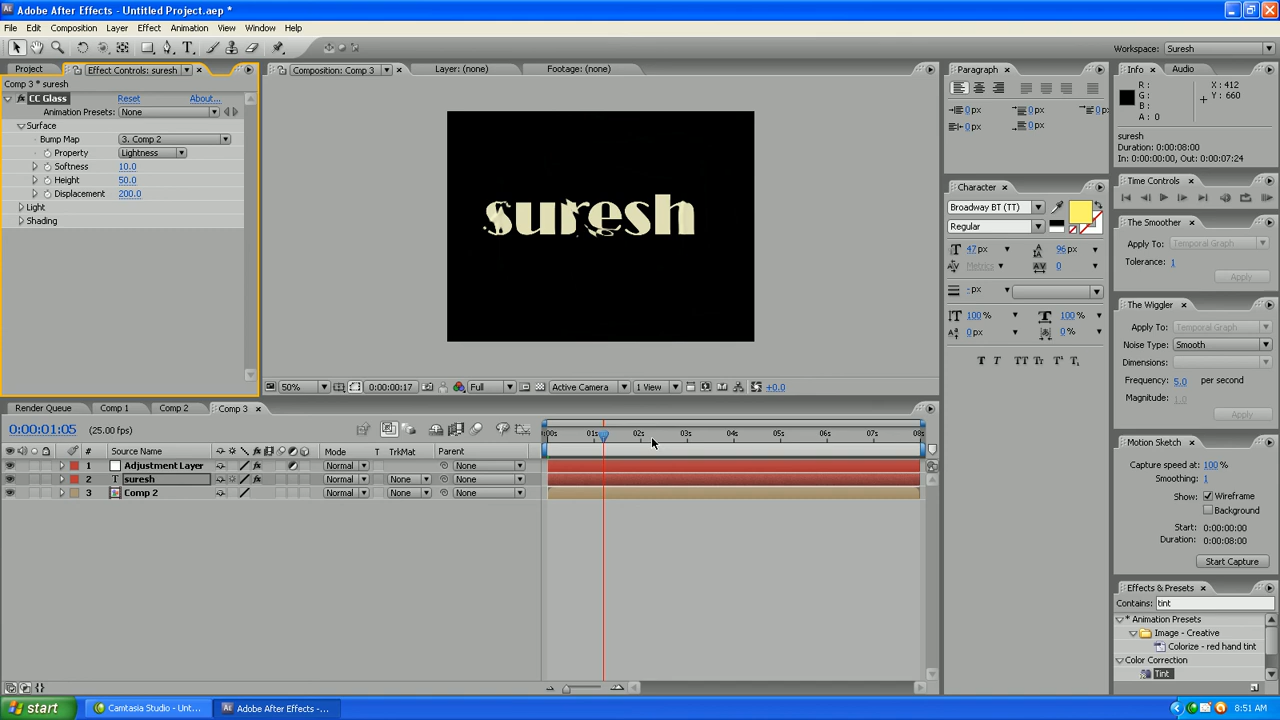 Adobe After Effects - Untitled Project.aep *
File Edit Composition Layer Effect Animation View Window Help
Workspace: Suresh
Project Effect Controls: suresh
Comp 3 * suresh
CC Glass Reset About...
Animation Presets: None
Surface
Bump Map 3. Comp 2
Property Lightness
Softness 10.0
Height 50.0
Displacement 200.0
Light
Shading
Composition: Comp 3 Layer: (none) Footage: (none)
suresh
50% 0:00:00:17 Full Active Camera 1 View +0.0
Paragraph
0 px 0 px 0 px
0 px 0 px
Character
Broadway BT (TT)
Regular
47 px 96 px
Metrics 0
- px
100 % 100 %
0 px 0 %
T T TT Tr T¹ T₁
Info Audio
R : X : 412
G : Y : 660
B :
A : 0
suresh
Duration: 0:00:08:00
In: 0:00:00:00, Out: 0:00:07:24
Time Controls
The Smoother
Apply To: Temporal Graph
Tolerance: 1
Apply
The Wiggler
Apply To: Temporal Graph
Noise Type: Smooth
Dimensions:
Frequency: 5.0 per second
Magnitude: 1.0
Apply
Motion Sketch
Capture speed at: 100 %
Smoothing: 1
Show: Wireframe
Background
Start: 0:00:00:00
Duration: 0:00:08:00
Start Capture
Effects & Presets
Contains: tint
* Animation Presets
Image - Creative
Colorize - red hand tint
Color Correction
Tint
Render Queue Comp 1 Comp 2 Comp 3
0:00:01:05 (25.00 fps)
:00s 01s 02s 03s 04s 05s 06s 07s 08s
# Source Name Mode T TrkMat Parent
1 Adjustment Layer Normal None
2 T suresh Normal None None
3 Comp 2 Normal None None
start Camtasia Studio - Unt... Adobe After Effects -... 8:51 AM